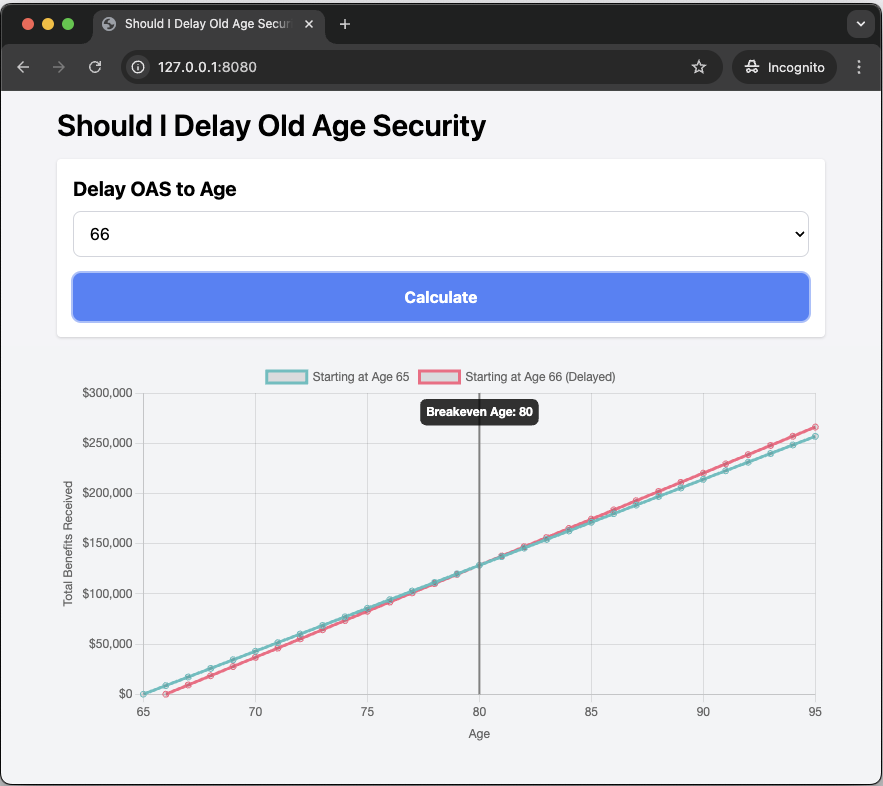 Should I Delay Old Age Secur
127.0.0.1:8080
Incognito
Should I Delay Old Age Security
Delay OAS to Age
66
Calculate
Starting at Age 65
Starting at Age 66 (Delayed)
$300,000
Breakeven Age: 80
$250,000
$200,000
$150,000
$100,000
$50,000
$0
Total Benefits Received
65
70
75
80
85
90
95
Age